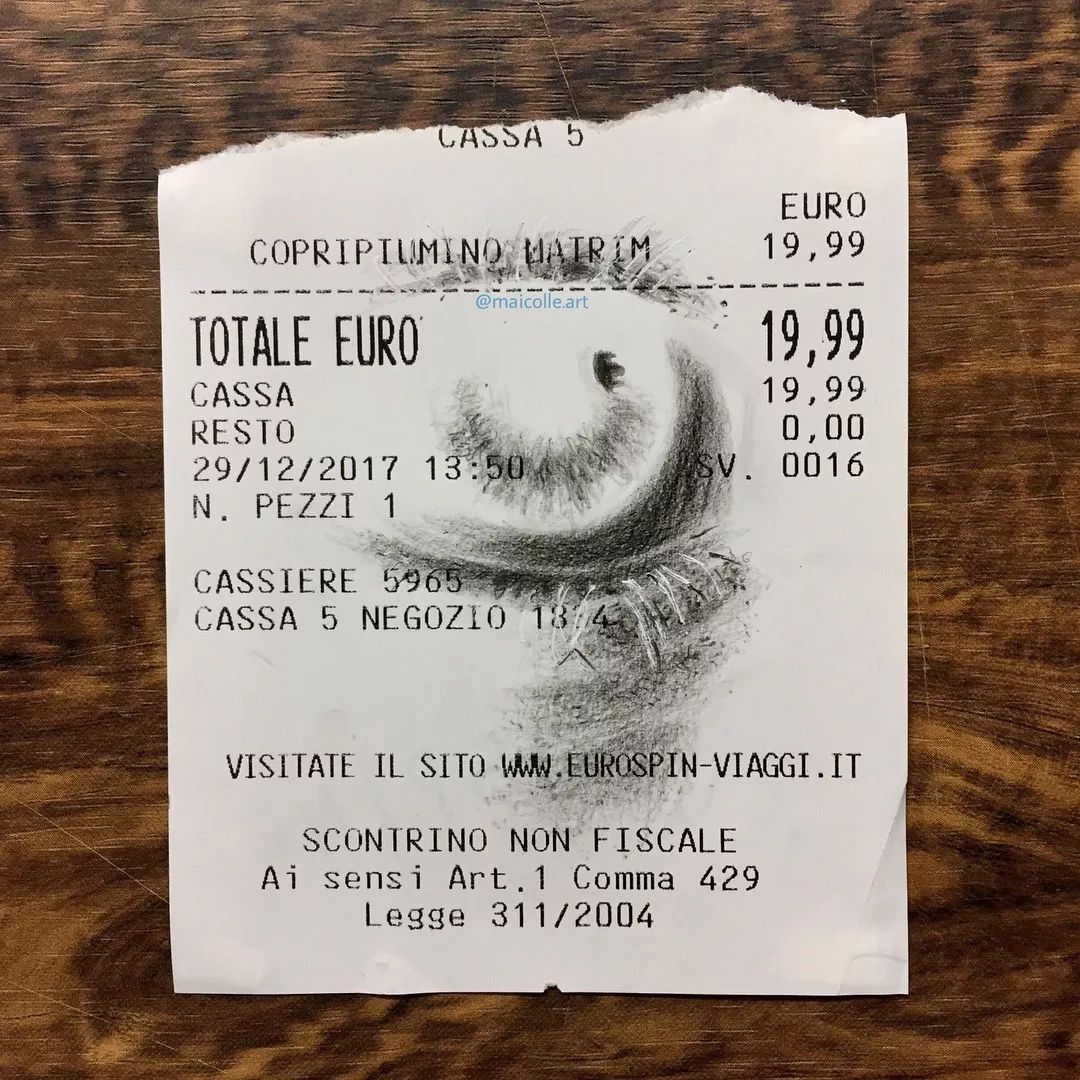 CASSA 5
EURO
COPRIPIUMINO MATRIM 19,99
@maicolle.art
TOTALE EURO 19,99
CASSA 19,99
RESTO 0,00
29/12/2017 13:50 SV. 0016
N. PEZZI 1
CASSIERE 5965
CASSA 5 NEGOZIO
VISITATE IL SITO WWW.EUROSPIN-VIAGGI.IT
SCONTRINO NON FISCALE
Ai sensi Art.1 Comma 429
Legge 311/2004